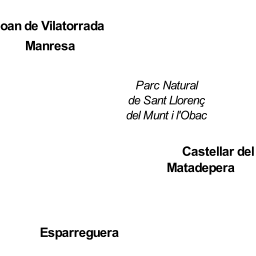 oan de Vilatorrada
Manresa
Parc Natural
de Sant Llorenç
del Munt i l'Obac
Castellar del
Matadepera
Esparreguera